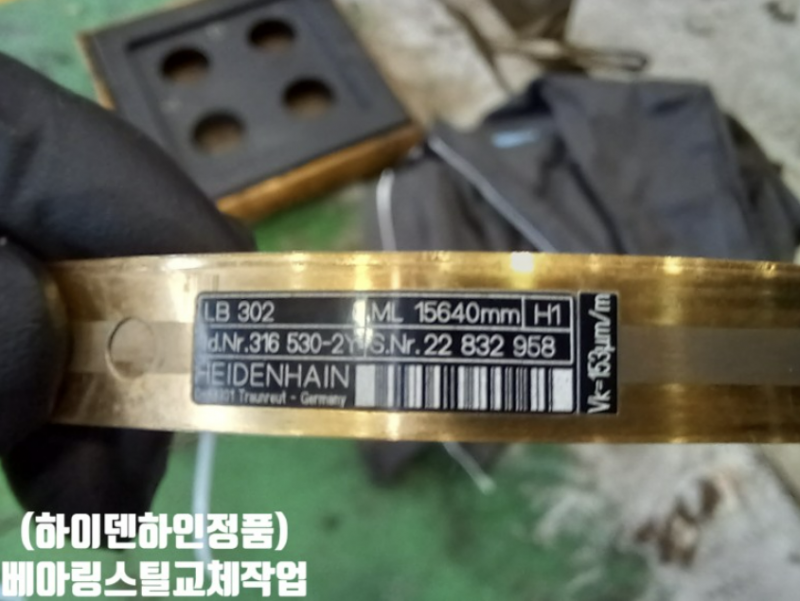 LB 302 ML 15640mm H1
Id.Nr.316 530-2Y S.Nr.22 832 958
HEIDENHAIN
Traunreut - Germany
Vk=153µm/m
(하이덴하인정품)
베아링스틸교체작업